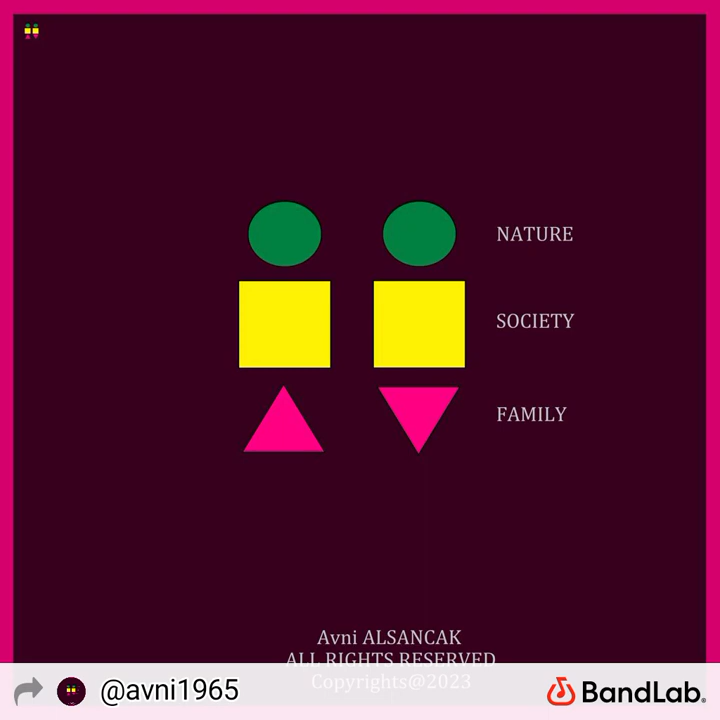 NATURE
SOCIETY
FAMILY
Avni ALSANCAK
ALL RIGHTS RESERVED
Copyrights@2023
@avni1965
BandLab®